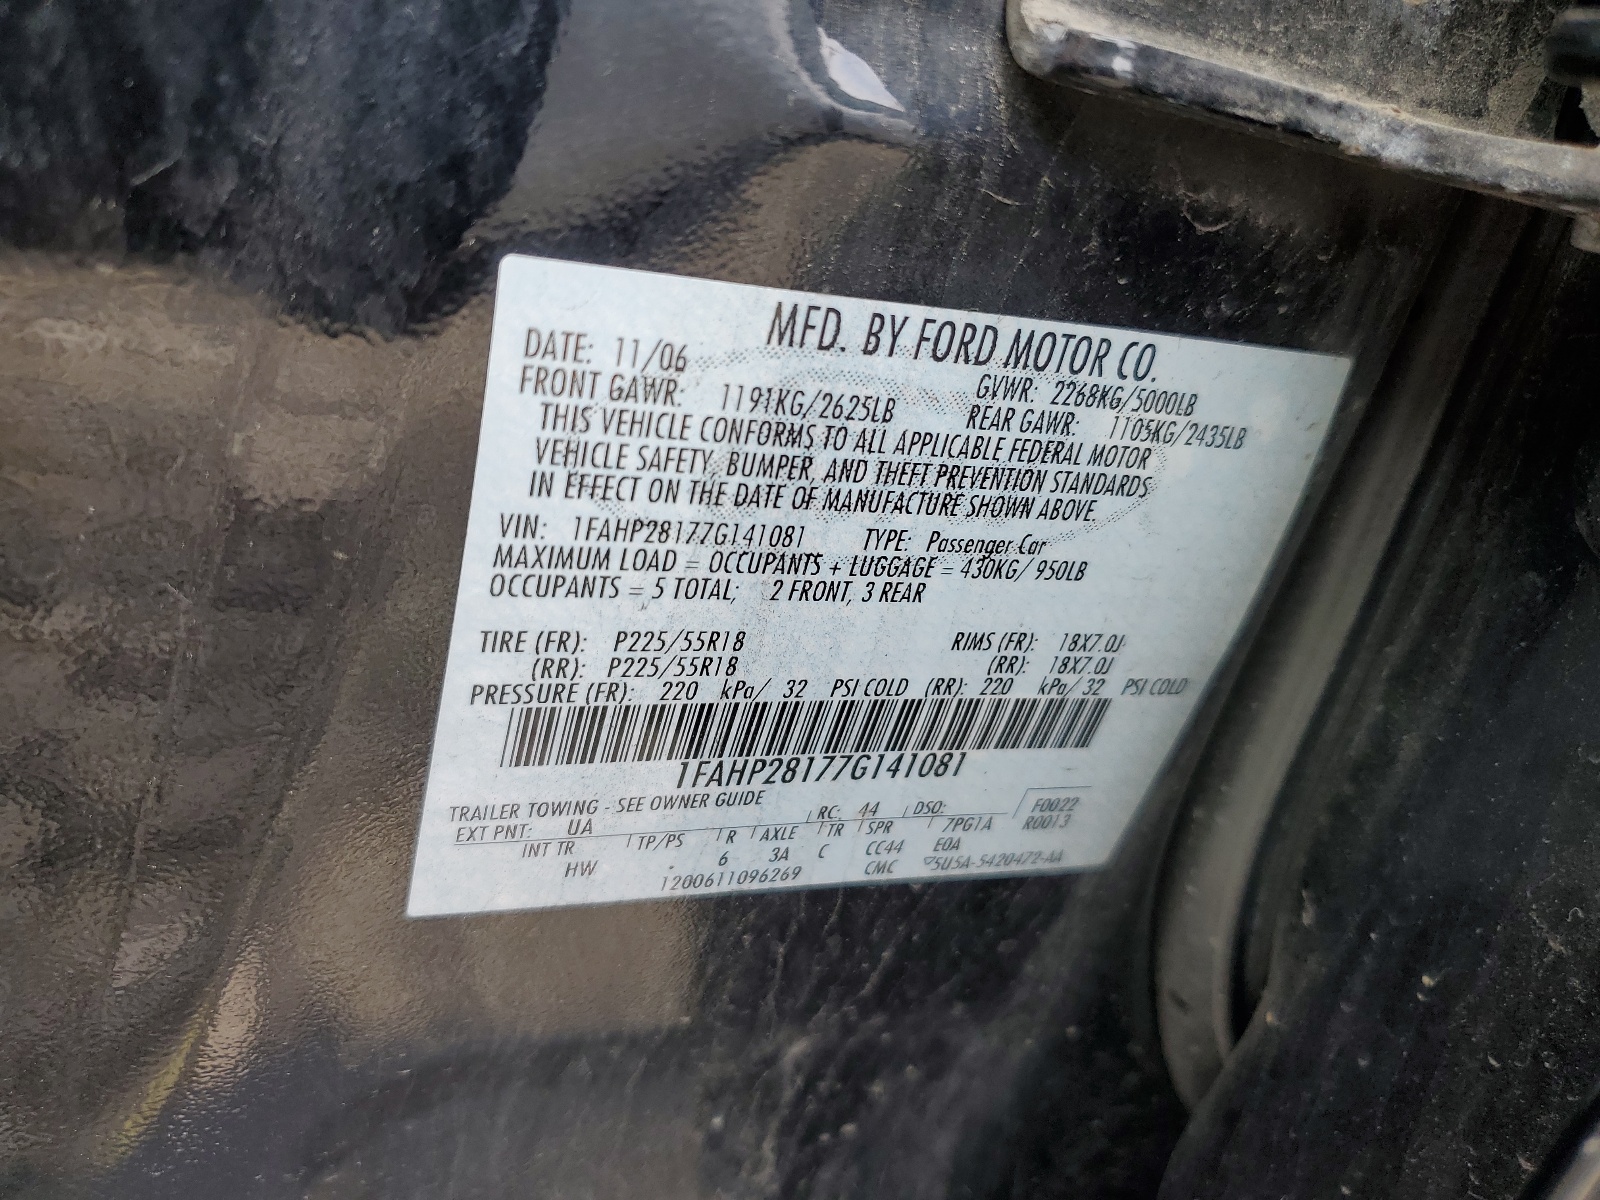 MFD. BY FORD MOTOR CO.
DATE: 11/06 GVWR: 2268KG/5000LB
FRONT GAWR: 1191KG/2625LB REAR GAWR: 1105KG/2435LB
THIS VEHICLE CONFORMS TO ALL APPLICABLE FEDERAL MOTOR
VEHICLE SAFETY, BUMPER, AND THEFT PREVENTION STANDARDS
IN EFFECT ON THE DATE OF MANUFACTURE SHOWN ABOVE.
VIN: 1FAHP28177G141081 TYPE: Passenger Car
MAXIMUM LOAD = OCCUPANTS + LUGGAGE = 430KG/ 950LB
OCCUPANTS = 5 TOTAL; 2 FRONT, 3 REAR
TIRE (FR): P225/55R18 RIMS (FR): 18X7.0J
(RR): P225/55R18 (RR): 18X7.0J
PRESSURE (FR): 220 kPa/ 32 PSI COLD (RR): 220 kPa/ 32 PSI COLD
1FAHP28177G141081
TRAILER TOWING - SEE OWNER GUIDE
EXT PNT: UA RC: 44 DSO: F0022
INT TR TP/PS R AXLE TR SPR 7PG1A R0013
HW 6 3A C CC44 E0A
1200611096269 CMC 5U5A-5420472-AA